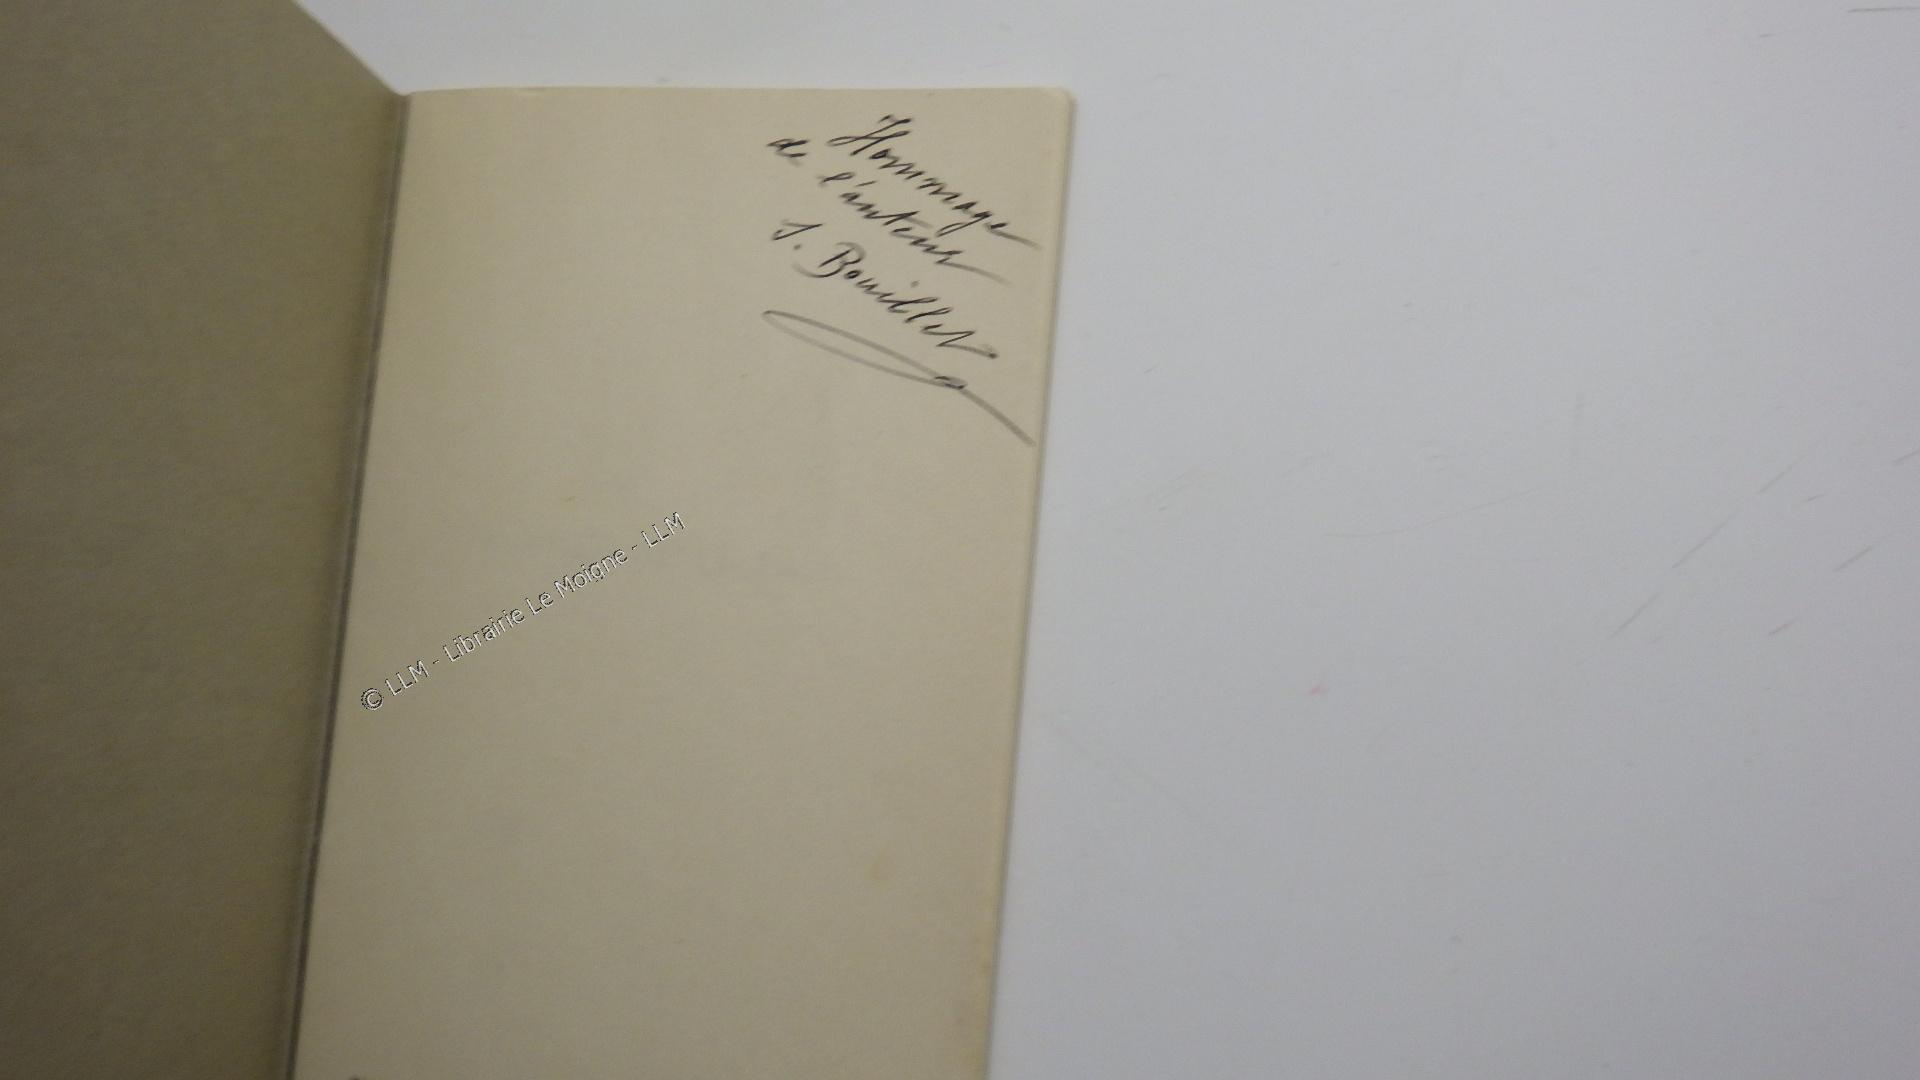 Hommage
de l'auteur
J. Bouillet
© LLM - Librairie Le Moigne - LLM